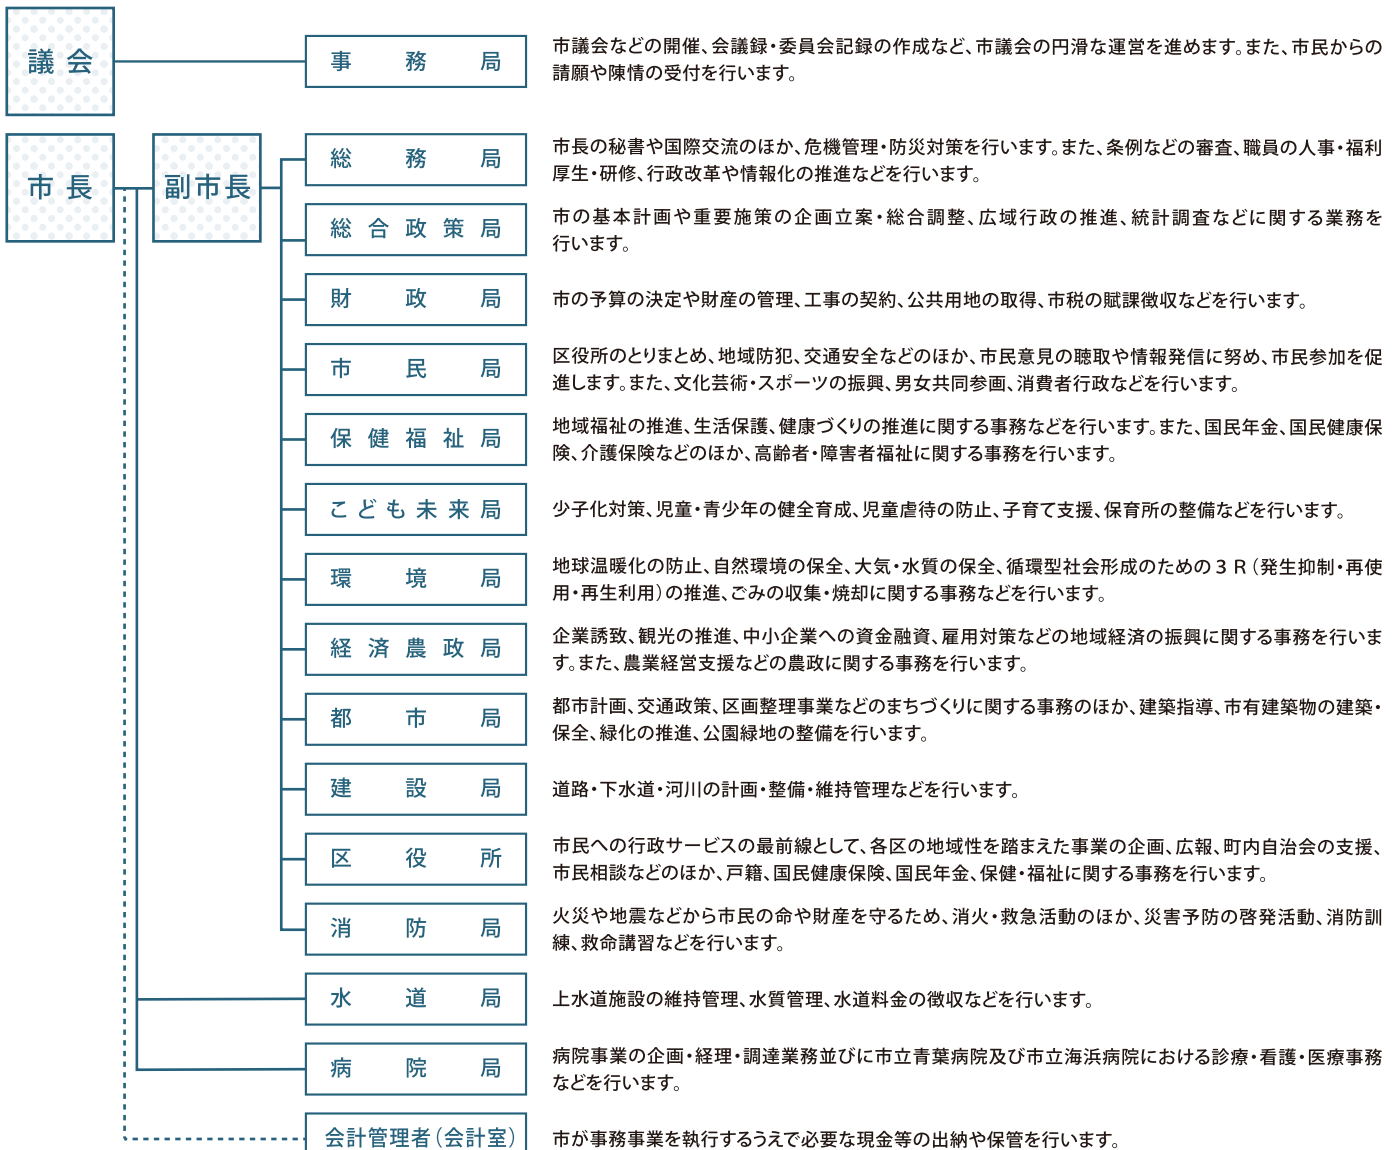 議会
事務局
市議会などの開催、会議録・委員会記録の作成など、市議会の円滑な運営を進めます。また、市民からの
請願や陳情の受付を行います。
市長
副市長
総務局
市長の秘書や国際交流のほか、危機管理・防災対策を行います。また、条例などの審査、職員の人事・福利
厚生・研修、行政改革や情報化の推進などを行います。
総合政策局
市の基本計画や重要施策の企画立案・総合調整、広域行政の推進、統計調査などに関する業務を
行います。
財政局
市の予算の決定や財産の管理、工事の契約、公共用地の取得、市税の賦課徴収などを行います。
市民局
区役所のとりまとめ、地域防犯、交通安全などのほか、市民意見の聴取や情報発信に努め、市民参加を促
進します。また、文化芸術・スポーツの振興、男女共同参画、消費者行政などを行います。
保健福祉局
地域福祉の推進、生活保護、健康づくりの推進に関する事務などを行います。また、国民年金、国民健康保
険、介護保険などのほか、高齢者・障害者福祉に関する事務を行います。
こども未来局
少子化対策、児童・青少年の健全育成、児童虐待の防止、子育て支援、保育所の整備などを行います。
環境局
地球温暖化の防止、自然環境の保全、大気・水質の保全、循環型社会形成のための３Ｒ（発生抑制・再使
用・再生利用）の推進、ごみの収集・焼却に関する事務などを行います。
経済農政局
企業誘致、観光の推進、中小企業への資金融資、雇用対策などの地域経済の振興に関する事務を行いま
す。また、農業経営支援などの農政に関する事務を行います。
都市局
都市計画、交通政策、区画整理事業などのまちづくりに関する事務のほか、建築指導、市有建築物の建築・
保全、緑化の推進、公園緑地の整備を行います。
建設局
道路・下水道・河川の計画・整備・維持管理などを行います。
区役所
市民への行政サービスの最前線として、各区の地域性を踏まえた事業の企画、広報、町内自治会の支援、
市民相談などのほか、戸籍、国民健康保険、国民年金、保健・福祉に関する事務を行います。
消防局
火災や地震などから市民の命や財産を守るため、消火・救急活動のほか、災害予防の啓発活動、消防訓
練、救命講習などを行います。
水道局
上水道施設の維持管理、水質管理、水道料金の徴収などを行います。
病院局
病院事業の企画・経理・調達業務並びに市立青葉病院及び市立海浜病院における診療・看護・医療事務
などを行います。
会計管理者（会計室）
市が事務事業を執行するうえで必要な現金等の出納や保管を行います。